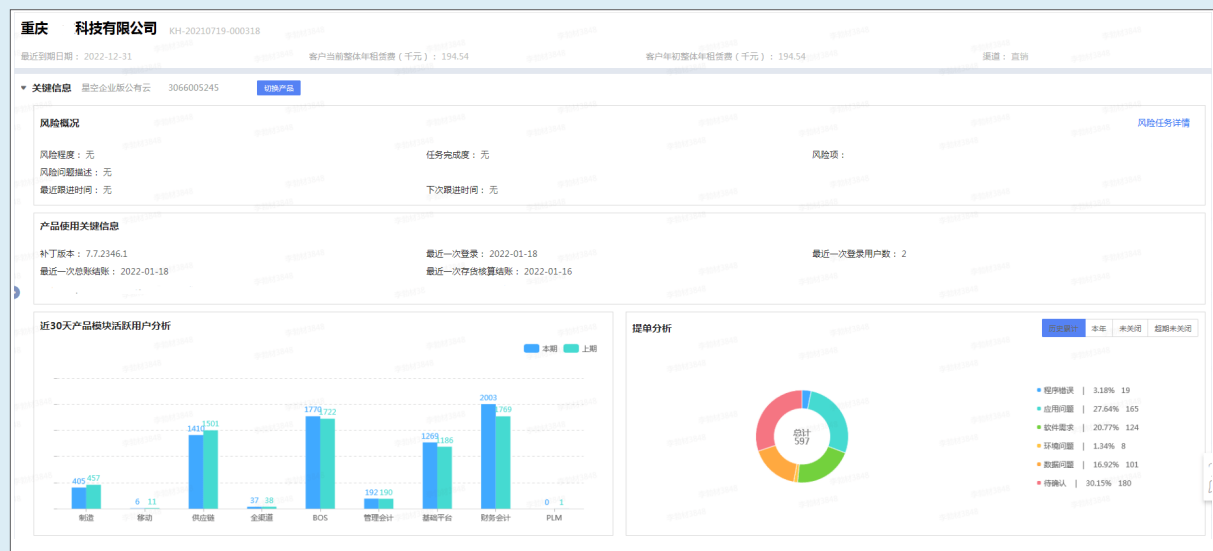 重庆 科技有限公司 KH-20210719-000318
最近到期日期： 2022-12-31 客户当前整体年租赁费（千元）： 194.54 客户年初整体年租赁费（千元）： 194.54 渠道： 直销
关键信息 星空企业版公有云 3066005245 切换产品
风险概况 风险任务详情
风险程度： 无 任务完成度： 无 风险项：
风险问题描述： 无
最近跟进时间： 无 下次跟进时间： 无
产品使用关键信息
补丁版本： 7.7.2346.1 最近一次登录： 2022-01-18 最近一次登录用户数： 2
最近一次总账结账： 2022-01-18 最近一次存货核算结账： 2022-01-16
近30天产品模块活跃用户分析
本期 上期
405 457 6 11 1410 1501 37 38 1770 1722 192 190 1269 1186 2003 1769 0 1
制造 移动 供应链 全渠道 BOS 管理会计 基础平台 财务会计 PLM
提单分析 历史累计 本年 未关闭 超期未关闭
总计
597
程序错误 | 3.18% 19
应用问题 | 27.64% 165
软件需求 | 20.77% 124
环境问题 | 1.34% 8
数据问题 | 16.92% 101
待确认 | 30.15% 180